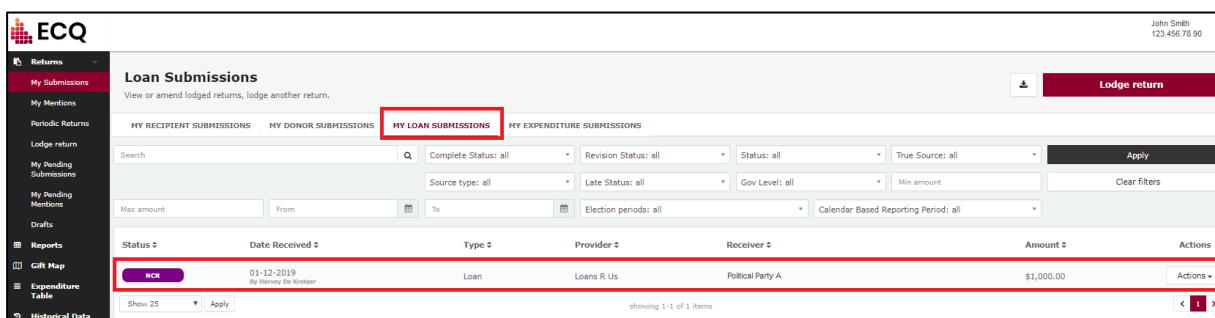 ECQ
John Smith
123.456.78.90
Returns
My Submissions
My Mentions
Periodic Returns
Lodge return
My Pending
Submissions
My Pending
Mentions
Drafts
Reports
Gift Map
Expenditure
Table
Historical Data
Loan Submissions
View or amend lodged returns, lodge another return.
Lodge return
MY RECIPIENT SUBMISSIONS MY DONOR SUBMISSIONS MY LOAN SUBMISSIONS MY EXPENDITURE SUBMISSIONS
Search Complete Status: all Revision Status: all Status: all True Source: all Apply
Source type: all Late Status: all Gov Level: all Min amount Clear filters
Max amount From To Election periods: all Calendar Based Reporting Period: all
Status Date Received Type Provider Receiver Amount Actions
NCR 01-12-2019 Loan Loans R Us Political Party A $1,000.00 Actions
By Harvey De Kretser
Show 25 Apply showing 1-1 of 1 items < 1 >